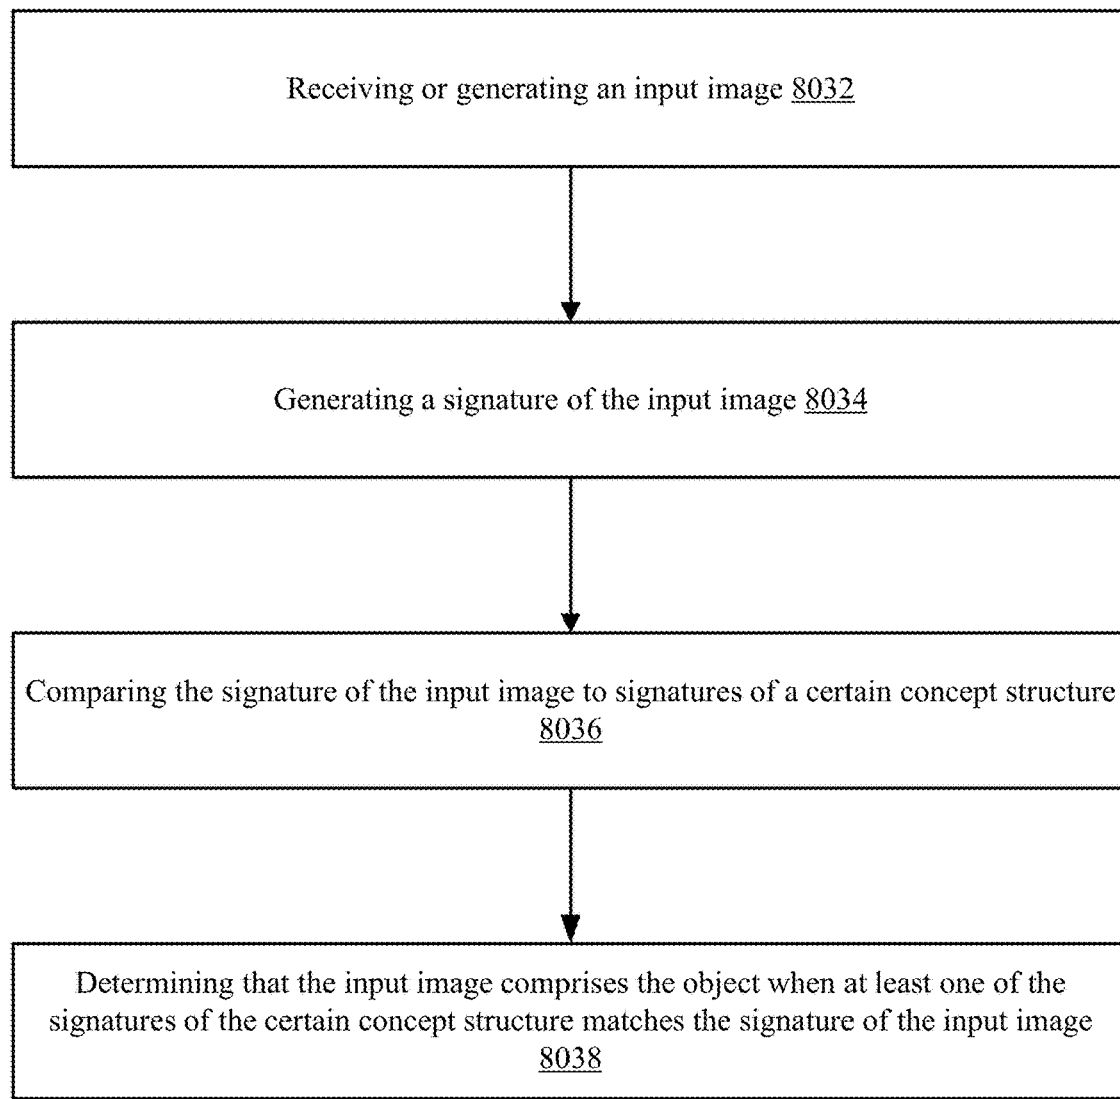 Receiving or generating an input image 8032
Generating a signature of the input image 8034
Comparing the signature of the input image to signatures of a certain concept structure
8036
Determining that the input image comprises the object when at least one of the
signatures of the certain concept structure matches the signature of the input image
8038